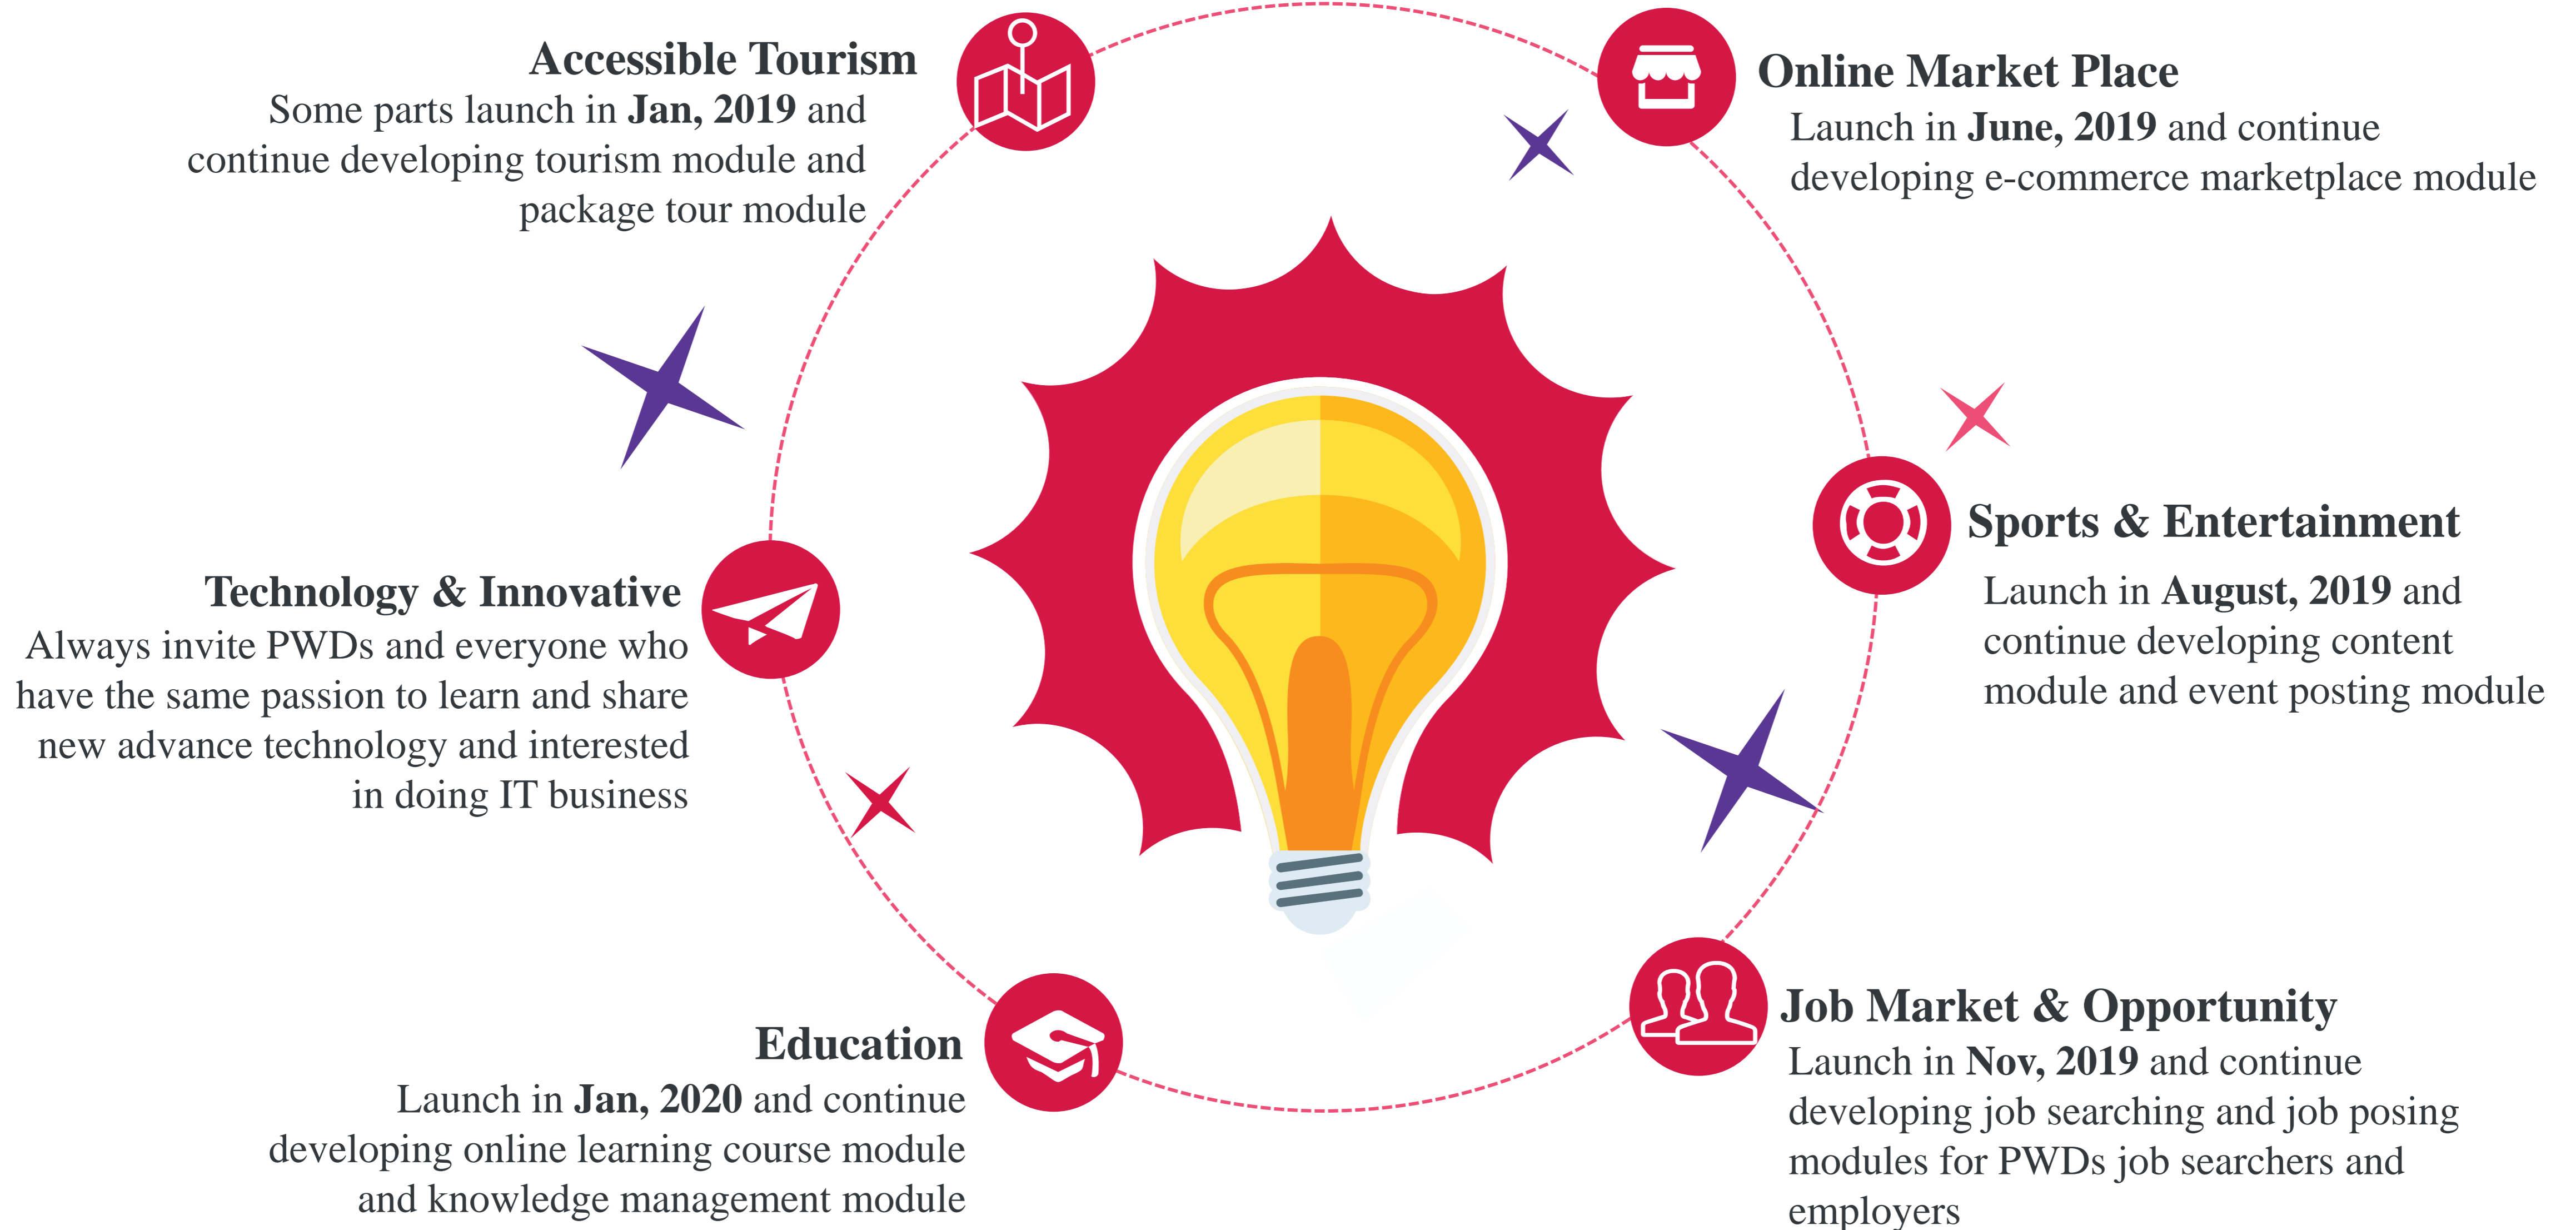 Accessible Tourism
Some parts launch in Jan, 2019 and
continue developing tourism module and
package tour module
Online Market Place
Launch in June, 2019 and continue
developing e-commerce marketplace module
Sports & Entertainment
Launch in August, 2019 and
continue developing content
module and event posting module
Technology & Innovative
Always invite PWDs and everyone who
have the same passion to learn and share
new advance technology and interested
in doing IT business
Job Market & Opportunity
Launch in Nov, 2019 and continue
developing job searching and job posing
modules for PWDs job searchers and
employers
Education
Launch in Jan, 2020 and continue
developing online learning course module
and knowledge management module